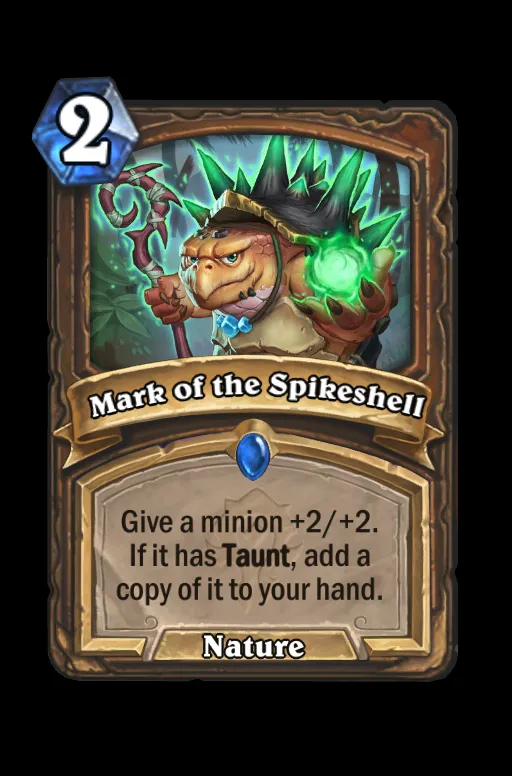 2
Mark of the Spikeshell
Give a minion +2/+2.
If it has Taunt, add a
copy of it to your hand.
Nature